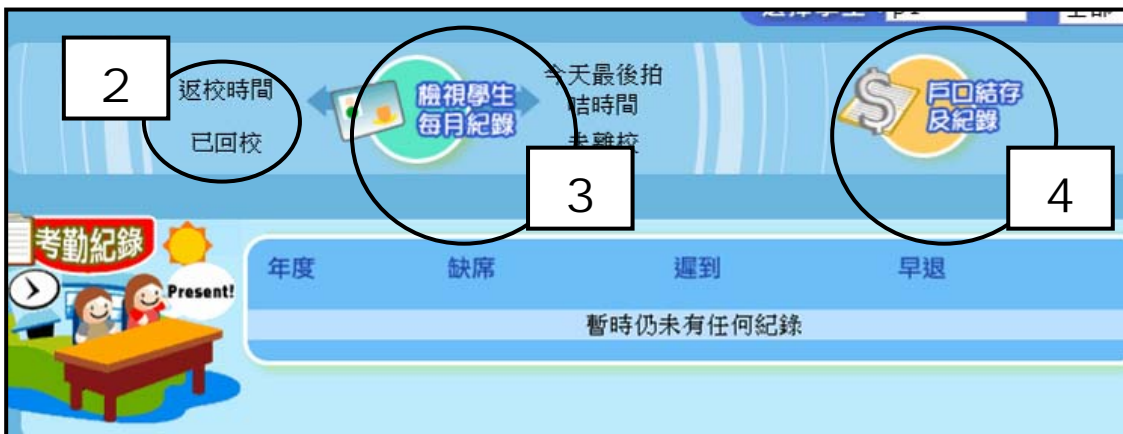 2
返校時間
已回校
檢視學生
每月紀錄
3
今天最後拍
咭時間
未離校
戶口結存
及紀錄
4
考勤紀錄
Present!
年度 缺席 遲到 早退
暫時仍未有任何紀錄